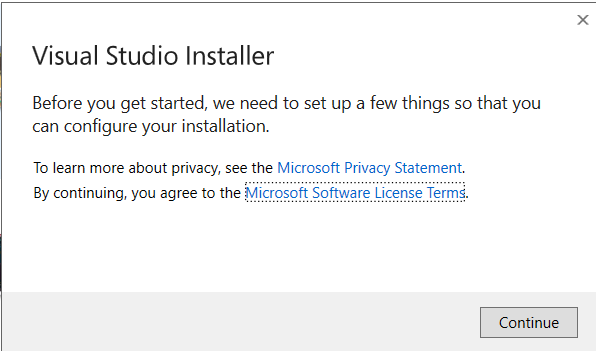 Visual Studio Installer
Before you get started, we need to set up a few things so that you
can configure your installation.
To learn more about privacy, see the Microsoft Privacy Statement.
By continuing, you agree to the Microsoft Software License Terms.
Continue